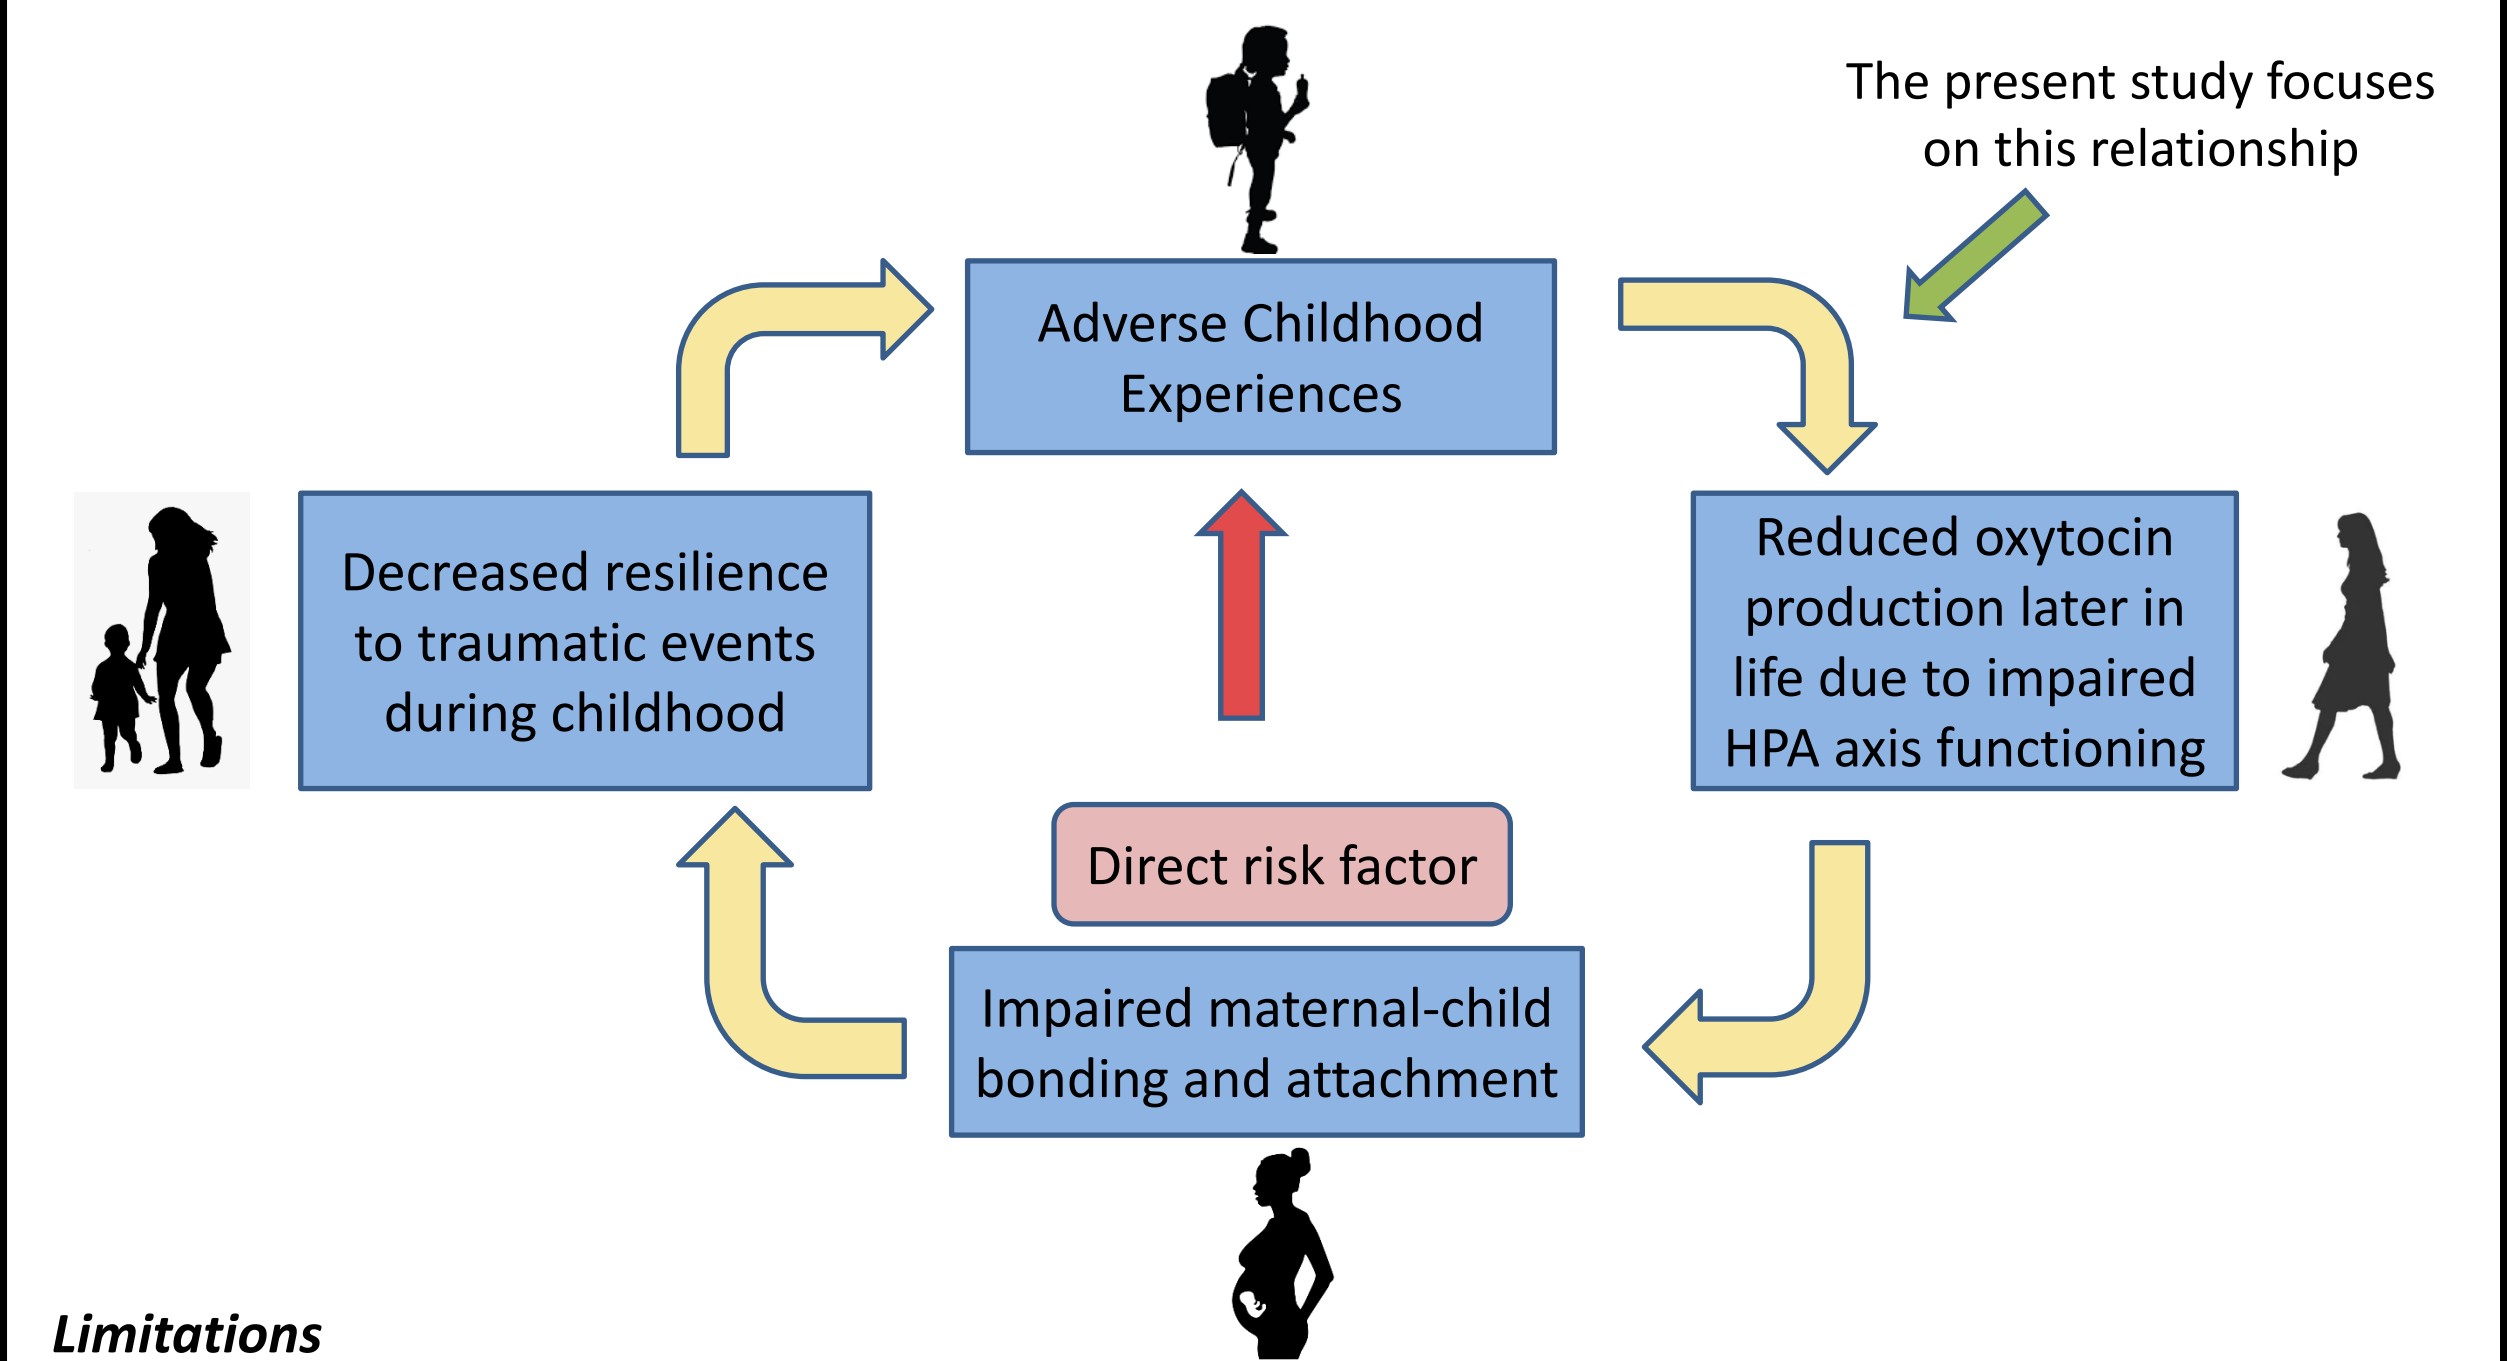 The present study focuses
on this relationship
Adverse Childhood
Experiences
Decreased resilience
to traumatic events
during childhood
Reduced oxytocin
production later in
life due to impaired
HPA axis functioning
Direct risk factor
Impaired maternal-child
bonding and attachment
Limitations